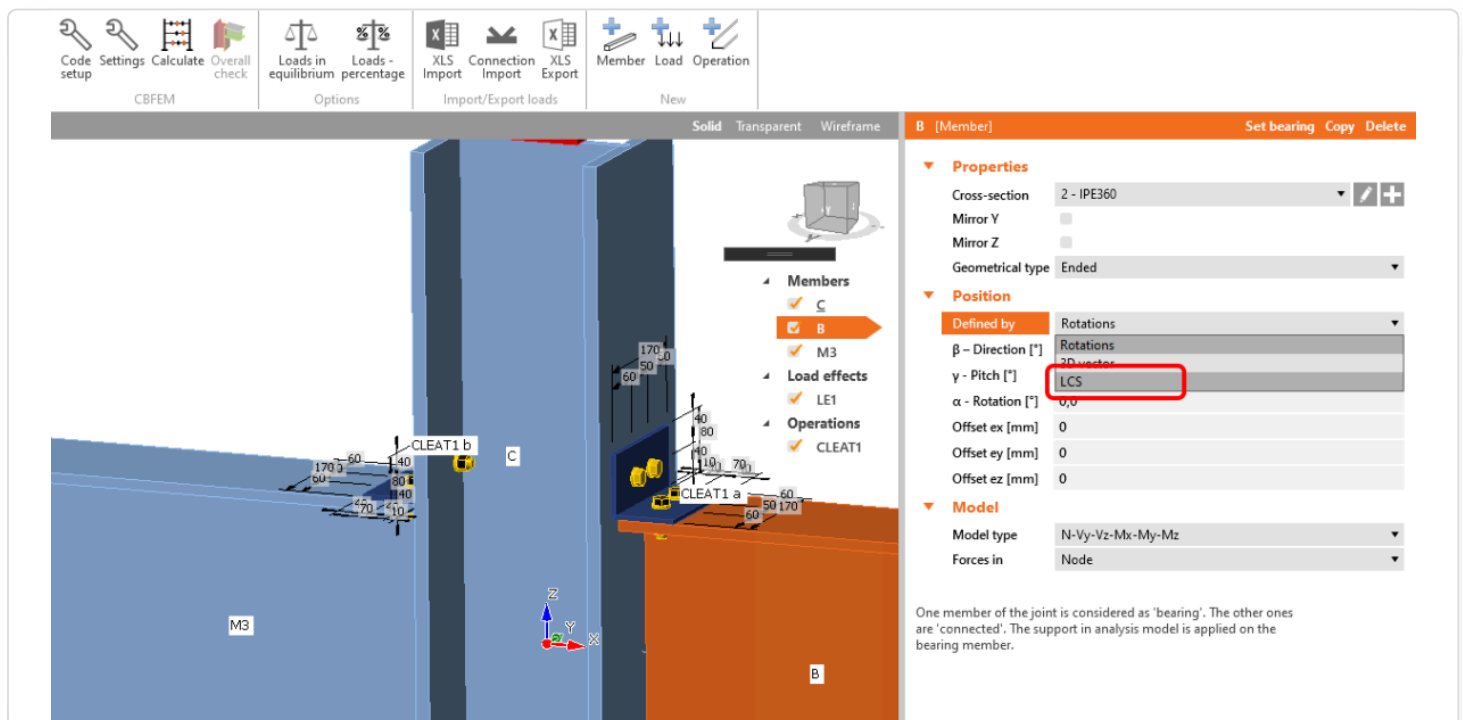 Code setup
Settings
Calculate
Overall check
Loads in equilibrium
Loads - percentage
XLS Import
Connection Import
XLS Export
Member
Load
Operation
CBFEM
Options
Import/Export loads
New
Solid Transparent Wireframe
B [Member] Set bearing Copy Delete
Properties
Cross-section 2 - IPE360
Mirror Y
Mirror Z
Geometrical type Ended
Position
Defined by Rotations
Rotations
β – Direction [°]
3D vector
γ - Pitch [°]
LCS
α - Rotation [°] 0,0
Offset ex [mm] 0
Offset ey [mm] 0
Offset ez [mm] 0
Model
Model type N-Vy-Vz-Mx-My-Mz
Forces in Node
One member of the joint is considered as 'bearing'. The other ones
are 'connected'. The support in analysis model is applied on the
bearing member.
Members
C
B
M3
Load effects
LE1
Operations
CLEAT1
170
50
60
40
80
40
70
CLEAT1 b
C
60
40
170
60
80
40
70
10
CLEAT1 a
60
50 170
60
Z
Y
X
M3
B